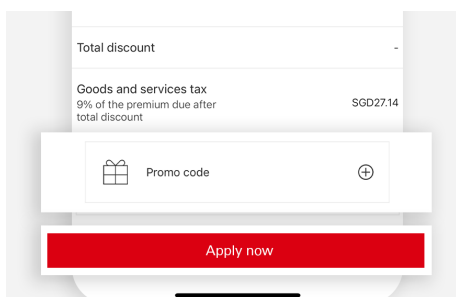 Total discount -
Goods and services tax
9% of the premium due after SGD27.14
total discount
Promo code
Apply now